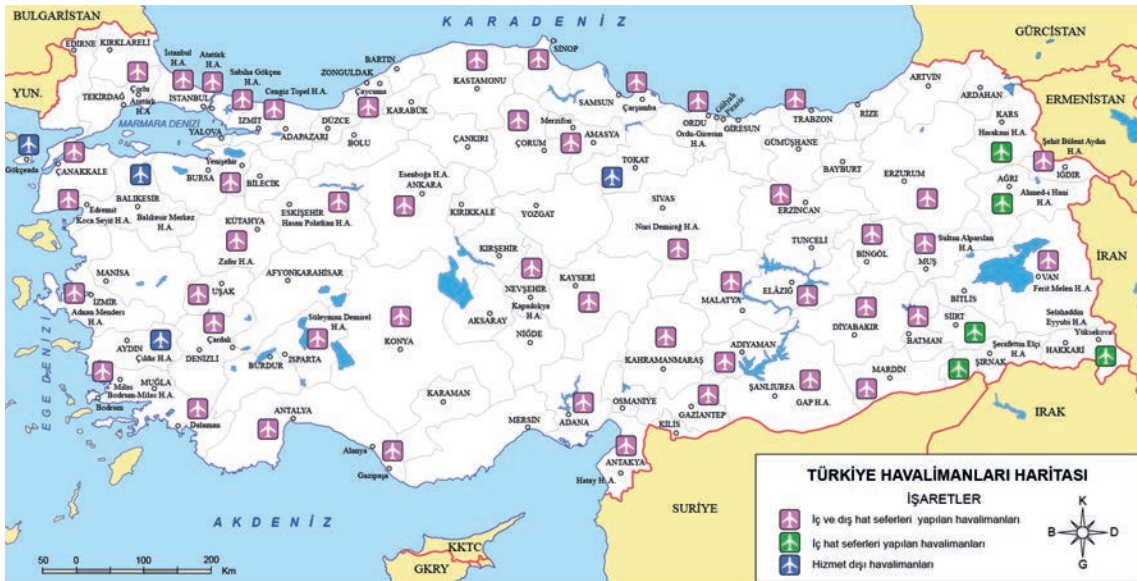 BULGARİSTAN
KARADENİZ
GÜRCİSTAN
YUN.
ERMENİSTAN
EDİRNE
KIRKLARELİ
İstanbul
H.A.
Atatürk
H.A.
Sabiha Gökçen
H.A.
Cengiz Topel H.A.
Çorlu
Atatürk
H.A
TEKİRDAĞ
İSTANBUL
MARMARA DENİZİ
YALOVA
İZMİT
ADAPAZARI
DÜZCE
BOLU
ZONGULDAK
Çaycuma
BARTIN
KARABÜK
KASTAMONU
SİNOP
SAMSUN
Çarşamba
ÇANKIRI
ÇORUM
Merzifon
AMASYA
TOKAT
ORDU
Ordu-Giresun
H.A.
Gülyalı
Piraziz
GİRESUN
TRABZON
RİZE
ARTVİN
ARDAHAN
KARS
Harakani H.A.
Şehit Bülent Aydın
H.A.
IĞDIR
AĞRI
Ahmed-i Hani
H.A.
GÜMÜŞHANE
BAYBURT
ERZURUM
ERZİNCAN
Gökçeada
ÇANAKKALE
Edremit
Koca Seyit H.A.
BALIKESİR
Balıkesir Merkez
H.A.
BURSA
Yenişehir
BİLECİK
ESKİŞEHİR
Hasan Polatkan H.A.
KÜTAHYA
Zafer H.A.
Esenboğa H.A.
ANKARA
KIRIKKALE
YOZGAT
SİVAS
Nuri Demirağ H.A.
TUNCELİ
BİNGÖL
MUŞ
Sultan Alparslan
H.A.
VAN
Ferit Melen H.A.
İRAN
MANİSA
İZMİR
Adnan Menders
H.A.
UŞAK
AFYONKARAHİSAR
KIRŞEHİR
NEVŞEHİR
Kapadokya
H.A.
KAYSERİ
MALATYA
ELÂZIĞ
DİYABAKIR
BATMAN
BİTLİS
SİİRT
Selahaddin
Eyyubi H.A.
Yüksekova
HAKKARİ
Şerafettin Elçi
H.A
ŞIRNAK
EGE DENİZİ
AYDIN
Çıldır H.A.
DENİZLİ
Çardak
BURDUR
ISPARTA
Süleyman Demirel
H.A.
KONYA
AKSARAY
NİĞDE
KAHRAMANMARAŞ
ADIYAMAN
MARDİN
Milas
Bodrum-Milas H.A.
Bodrum
MUĞLA
Dalaman
ANTALYA
Alanya
Gazipaşa
KARAMAN
MERSİN
ADANA
OSMANİYE
GAZİANTEP
KİLİS
ŞANLIURFA
GAP H.A.
ANTAKYA
Hatay H. A.
SURİYE
IRAK
AKDENİZ
KKTC
GKRY
50 0 100 200
Km
TÜRKİYE HAVALİMANLARI HARİTASI
İŞARETLER
İç ve dış hat seferleri yapılan havalimanları
İç hat seferleri yapılan havalimanları
Hizmet dışı havalimanları
K
B
D
G